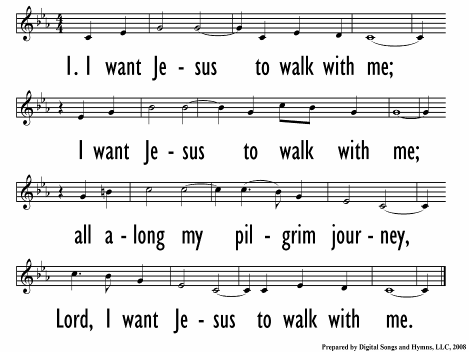 1. I want Je - sus to walk with me;
I want Je - sus to walk with me;
all a - long my pil - grim jour - ney,
Lord, I want Je - sus to walk with me.
Prepared by Digital Songs and Hymns, LLC, 2008